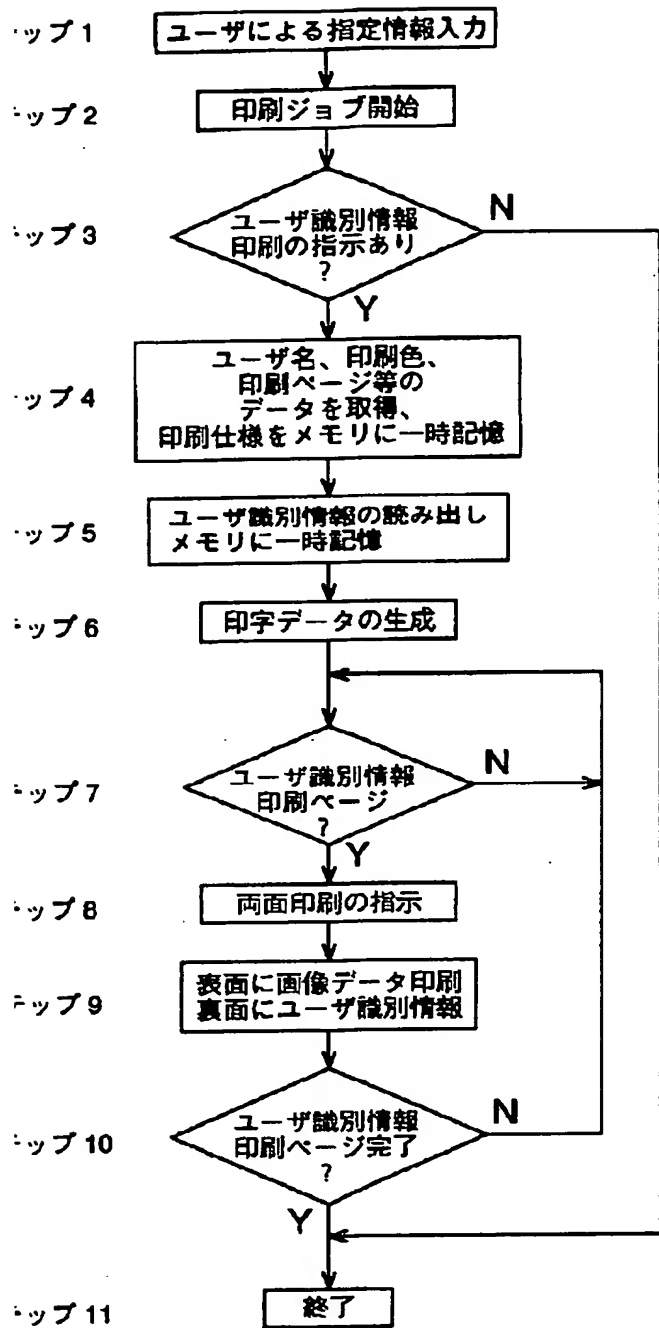 ップ 1
ユーザによる指定情報入力
ップ 2
印刷ジョブ開始
ップ 3
ユーザ識別情報
印刷の指示あり
?
N
Y
ップ 4
ユーザ名、印刷色、
印刷ページ等の
データを取得、
印刷仕様をメモリに一時記憶
ップ 5
ユーザ識別情報の読み出し
メモリに一時記憶
ップ 6
印字データの生成
ップ 7
ユーザ識別情報
印刷ページ
?
N
Y
ップ 8
両面印刷の指示
テップ 9
表面に画像データ印刷
裏面にユーザ識別情報
ップ 10
ユーザ識別情報
印刷ページ完了
?
N
Y
ップ 11
終了